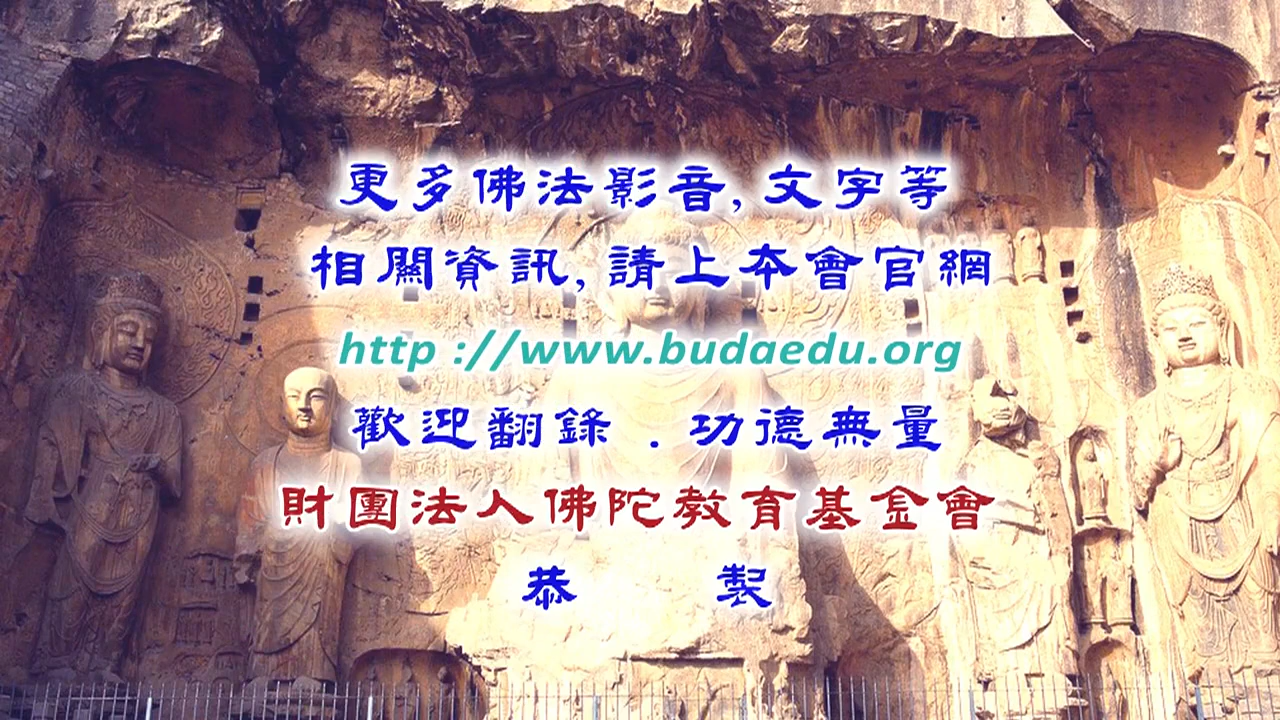 更多佛法影音,文字等
相關資訊,請上本會官網
http ://www.budaedu.org
歡迎翻錄 . 功德無量
財團法人佛陀教育基金會
恭 製